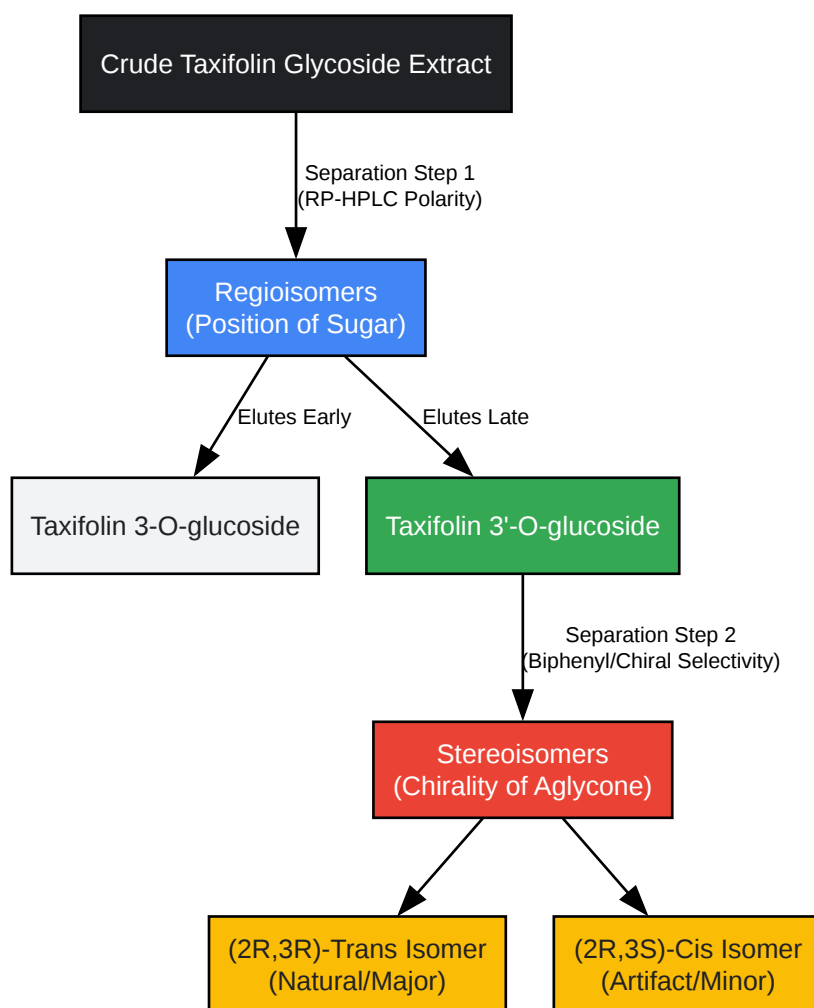 Crude Taxifolin Glycoside Extract
Separation Step 1
(RP-HPLC Polarity)
Regioisomers
(Position of Sugar)
Elutes Early
Elutes Late
Taxifolin 3-O-glucoside
Taxifolin 3'-O-glucoside
Separation Step 2
(Biphenyl/Chiral Selectivity)
Stereoisomers
(Chirality of Aglycone)
(2R,3R)-Trans Isomer
(Natural/Major)
(2R,3S)-Cis Isomer
(Artifact/Minor)